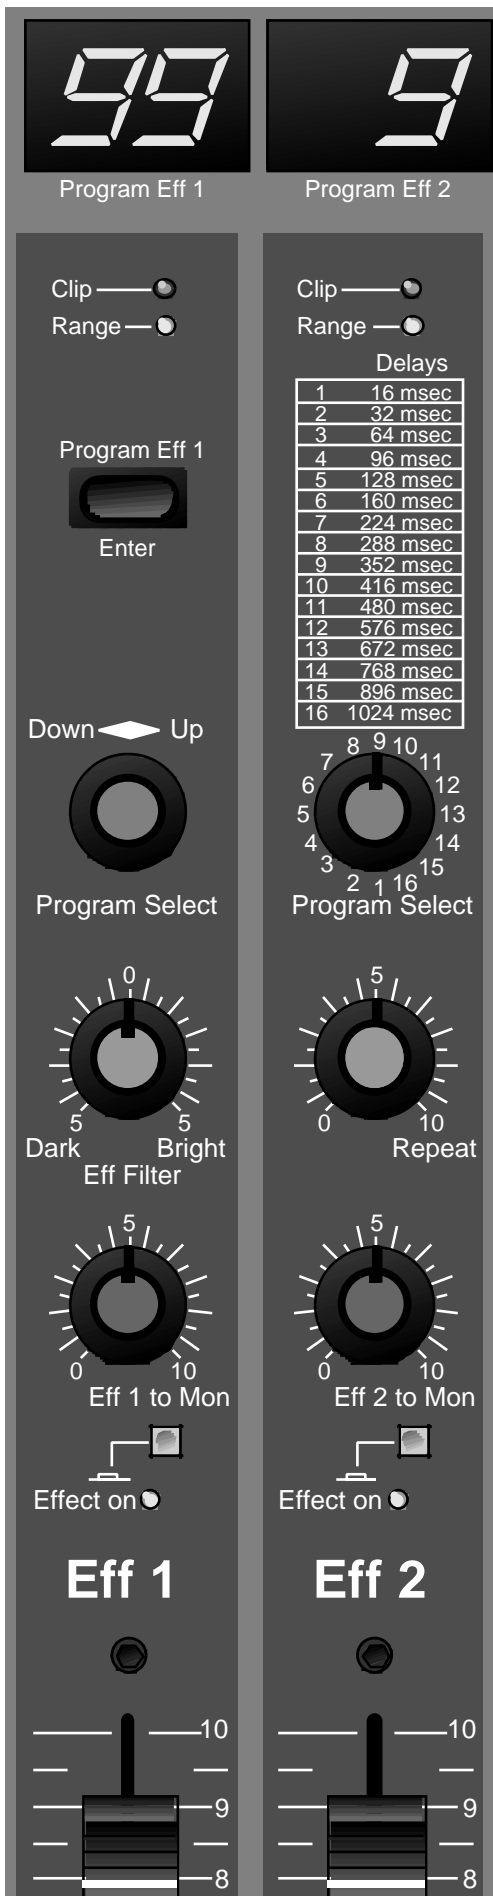 99
Program Eff 1
Clip
Range
Program Eff 1
Enter
Down Up
Program Select
0
5 5
Dark Bright
Eff Filter
5
0 10
Eff 1 to Mon
Effect on
Eff 1
10
9
8
9
Program Eff 2
Clip
Range
Delays
1 16 msec
2 32 msec
3 64 msec
4 96 msec
5 128 msec
6 160 msec
7 224 msec
8 288 msec
9 352 msec
10 416 msec
11 480 msec
12 576 msec
13 672 msec
14 768 msec
15 896 msec
16 1024 msec
1 2 3 4 5 6 7 8 9 10 11 12 13 14 15 16
Program Select
5
0 10
Repeat
5
0 10
Eff 2 to Mon
Effect on
Eff 2
10
9
8